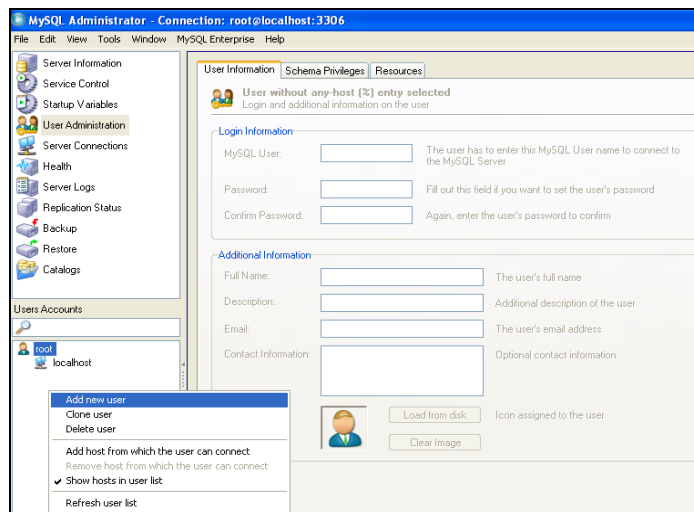 MySQL Administrator - Connection: root@localhost:3306
File Edit View Tools Window MySQL Enterprise Help
Server Information
Service Control
Startup Variables
User Administration
Server Connections
Health
Server Logs
Replication Status
Backup
Restore
Catalogs
Users Accounts
root
localhost
Add new user
Clone user
Delete user
Add host from which the user can connect
Remove host from which the user can connect
Show hosts in user list
Refresh user list
User Information Schema Privileges Resources
User without any-host (%) entry selected
Login and additional information on the user
Login Information
MySQL User: The user has to enter this MySQL User name to connect to
the MySQL Server
Password: Fill out this field if you want to set the user's password
Confirm Password: Again, enter the user's password to confirm
Additional Information
Full Name: The user's full name
Description: Additional description of the user
Email: The user's email address
Contact Information: Optional contact information
Load from disk Icon assigned to the user
Clear Image